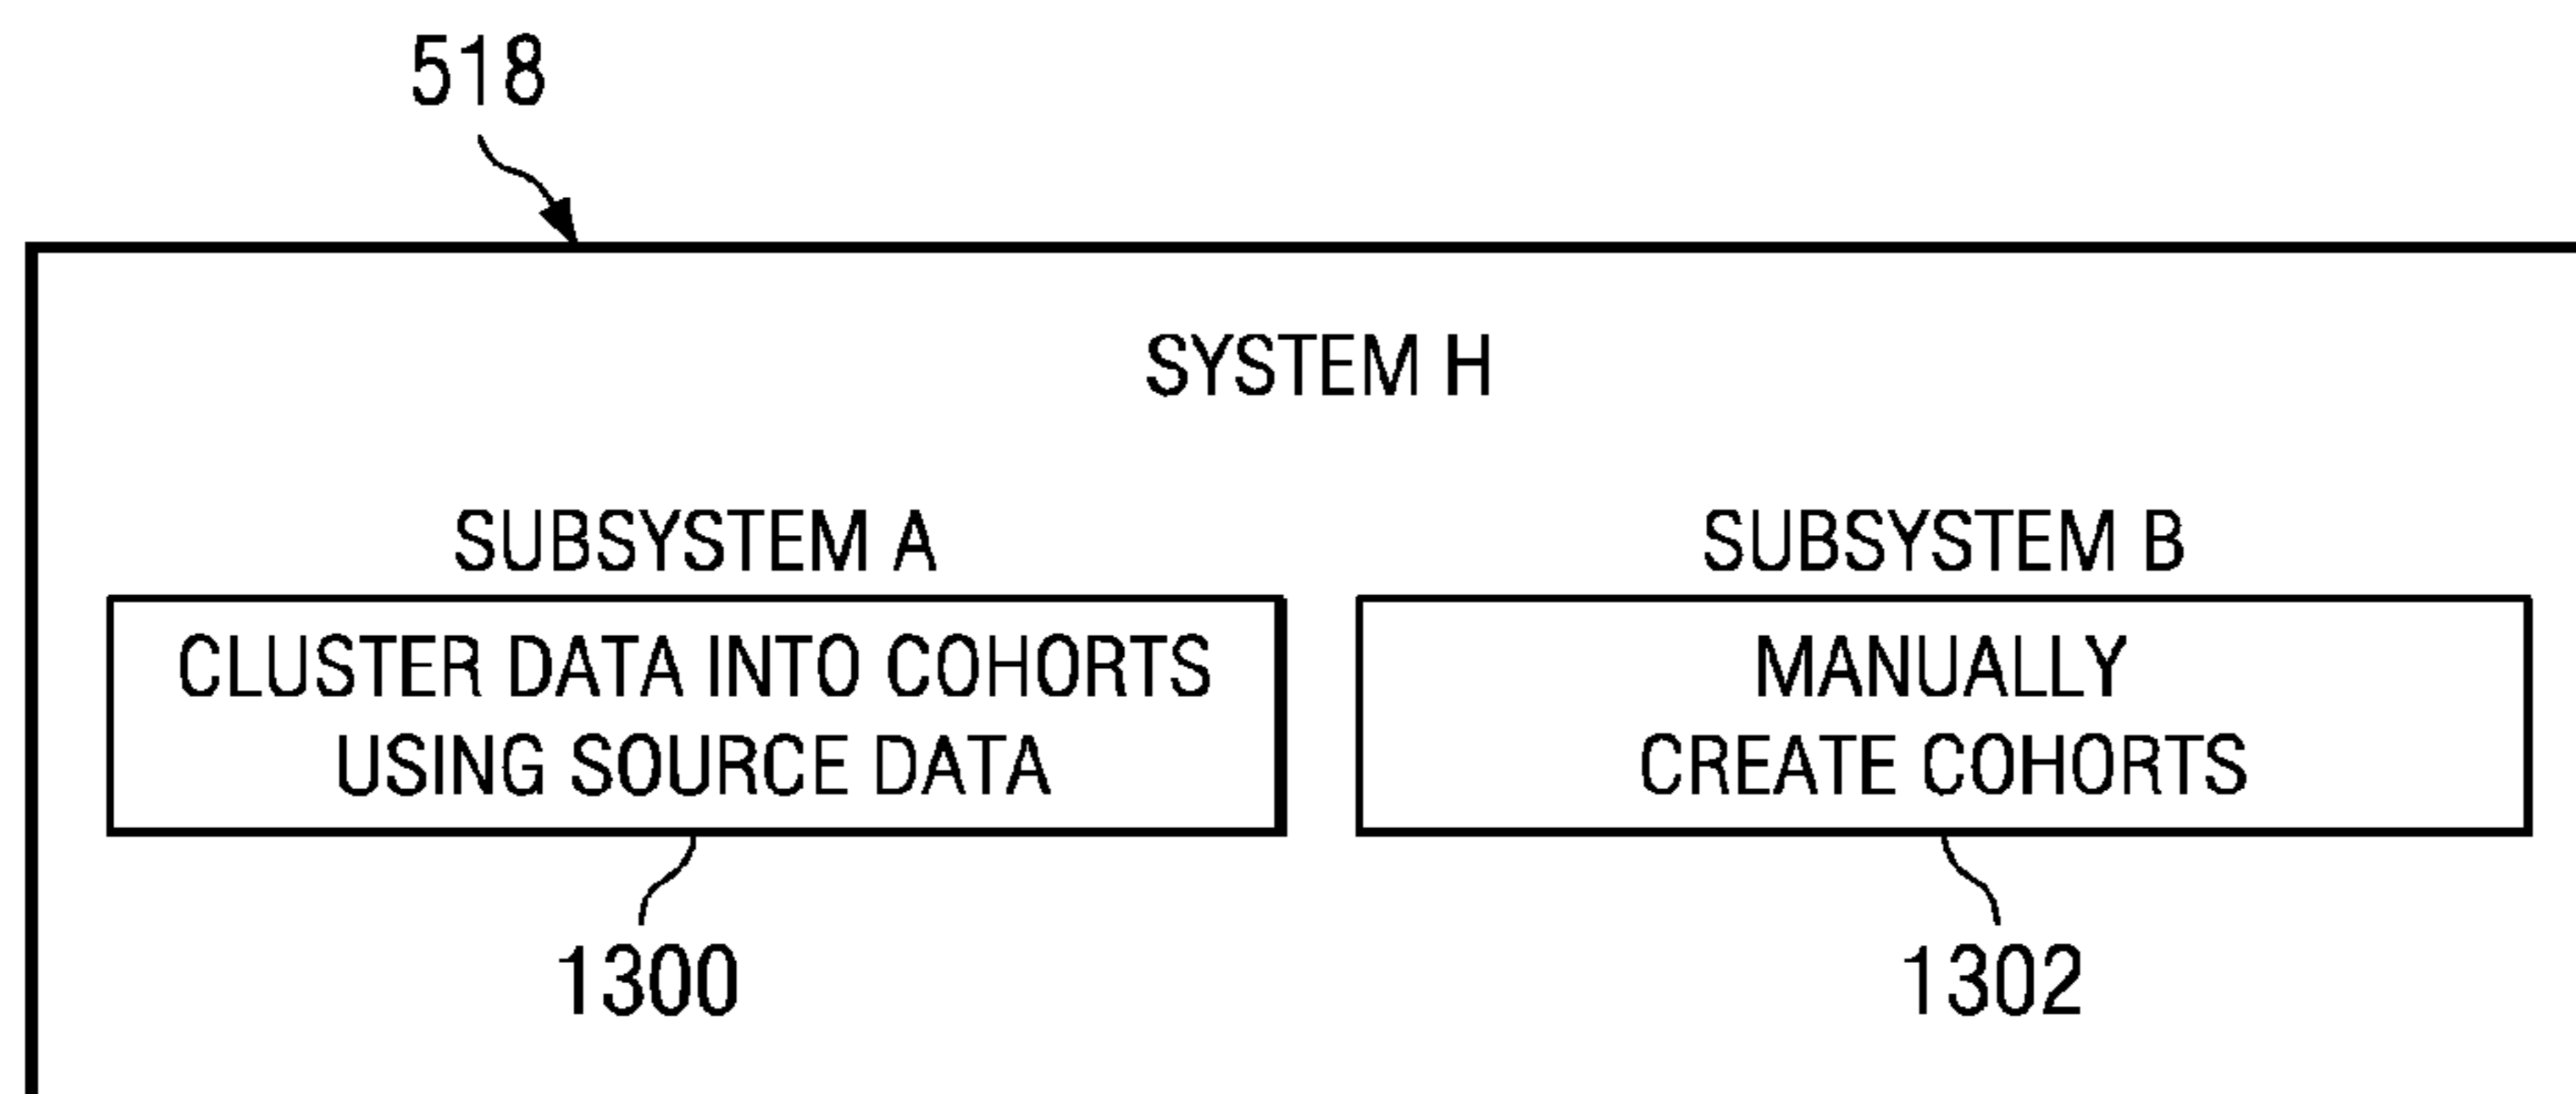 518
SYSTEM H
SUBSYSTEM A
SUBSYSTEM B
CLUSTER DATA INTO COHORTS
USING SOURCE DATA
MANUALLY
CREATE COHORTS
1300
1302